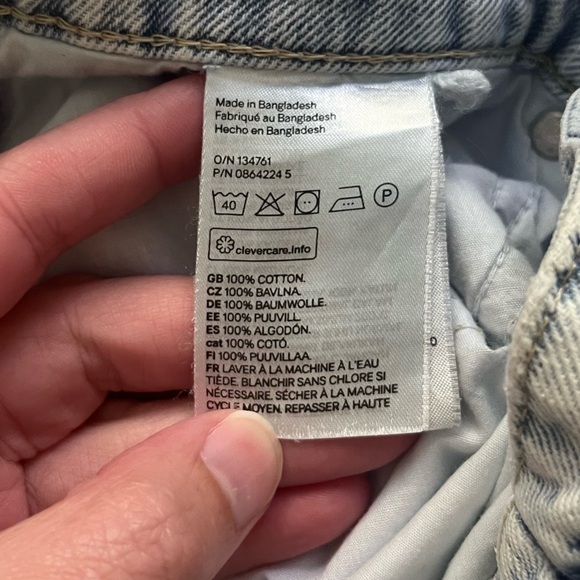 Made in Bangladesh
Fabriqué au Bangladesh
Hecho en Bangladesh
O/N 134761
P/N 0864224 5
40 P
clevercare.info
GB 100% COTTON.
CZ 100% BAVLNA.
DE 100% BAUMWOLLE.
EE 100% PUUVILL.
ES 100% ALGODÓN.
cat 100% COTÓ.
FI 100% PUUVILLAA.
FR LAVER À LA MACHINE À L'EAU
TIÈDE. BLANCHIR SANS CHLORE SI
NÉCESSAIRE. SÉCHER À LA MACHINE
CYCLE MOYEN. REPASSER À HAUTE
0